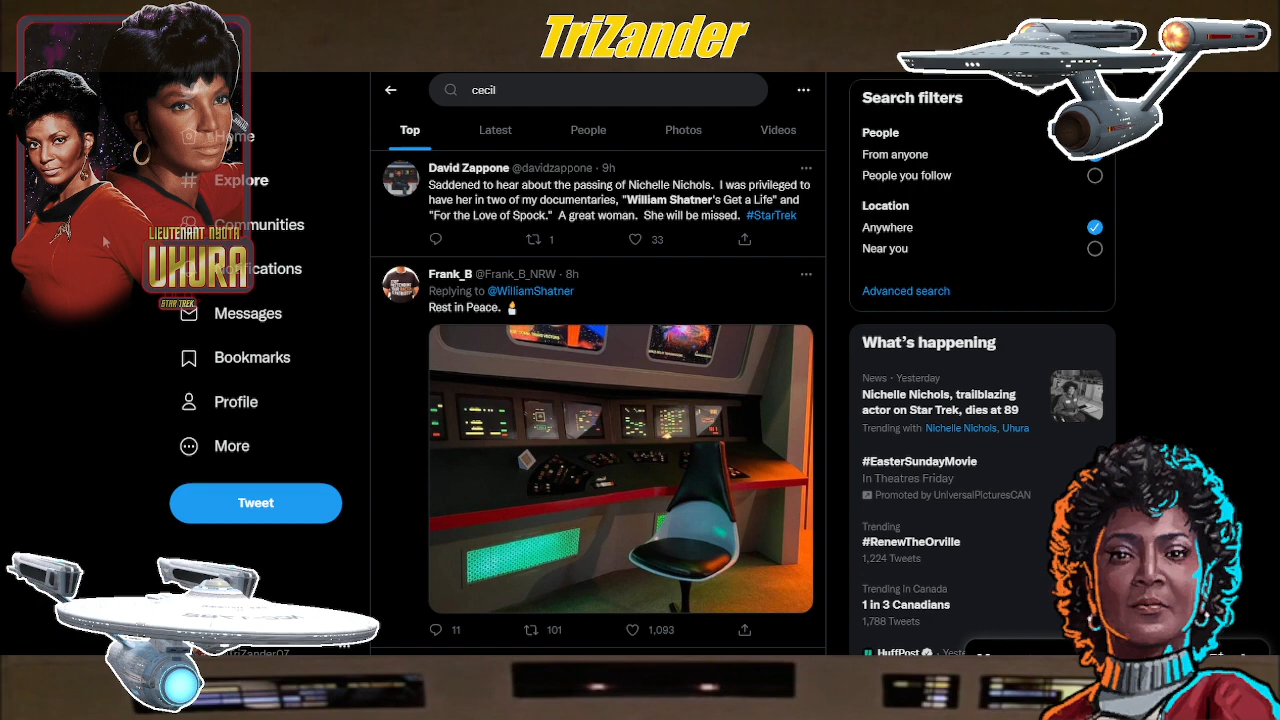 TriZander
cecil
Top
Latest
People
Photos
Videos
Home
Explore
Communities
Notifications
Messages
Bookmarks
Profile
More
Tweet
LIEUTENANT NYOTA
UHURA
STAR TREK
David Zappone @davidzappone · 9h
Saddened to hear about the passing of Nichelle Nichols. I was privileged to
have her in two of my documentaries, "William Shatner's Get a Life" and
"For the Love of Spock." A great woman. She will be missed. #StarTrek
1
33
Frank_B @Frank_B_NRW · 8h
Replying to @WilliamShatner
Rest in Peace. 🕯️
11
101
1,093
Search filters
People
From anyone
People you follow
Location
Anywhere
Near you
Advanced search
What's happening
News · Yesterday
Nichelle Nichols, trailblazing
actor on Star Trek, dies at 89
Trending with Nichelle Nichols, Uhura
#EasterSundayMovie
In Theatres Friday
Promoted by UniversalPicturesCAN
Trending
#RenewTheOrville
1,224 Tweets
Trending in Canada
1 in 3 Canadians
1,788 Tweets
HuffPost